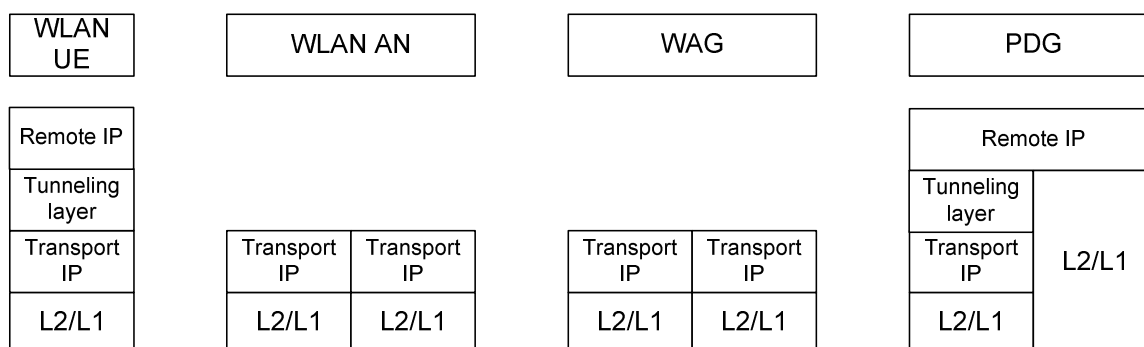 WLAN
UE
WLAN AN
WAG
PDG
Remote IP
Remote IP
Tunneling
layer
Tunneling
layer
Transport
IP
Transport
IP
Transport
IP
Transport
IP
Transport
IP
Transport
IP
L2/L1
L2/L1
L2/L1
L2/L1
L2/L1
L2/L1
L2/L1